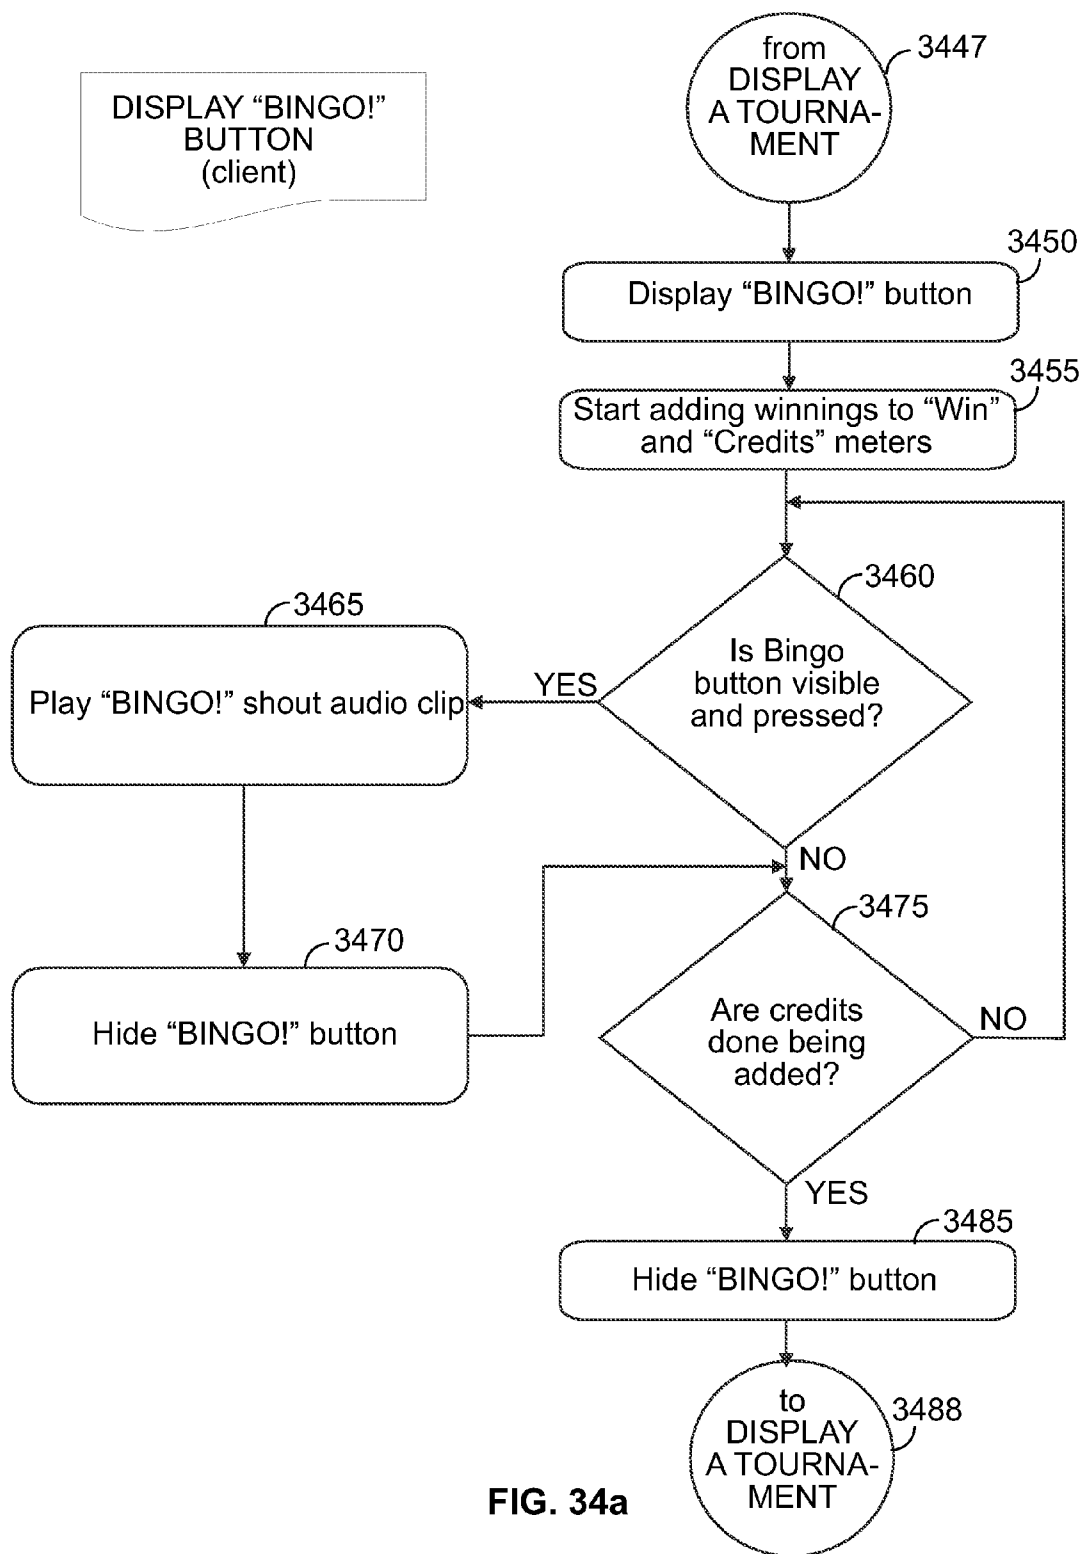 from
DISPLAY
A TOURNA-
MENT
3447
DISPLAY “BINGO!”
BUTTON
(client)
3450
Display “BINGO!” button
3455
Start adding winnings to “Win”
and “Credits” meters
3460
Is Bingo
button visible
and pressed?
YES
3465
Play “BINGO!” shout audio clip
NO
3470
Hide “BINGO!” button
3475
Are credits
done being
added?
NO
YES
3485
Hide “BINGO!” button
to
DISPLAY
A TOURNA-
MENT
3488
FIG. 34a